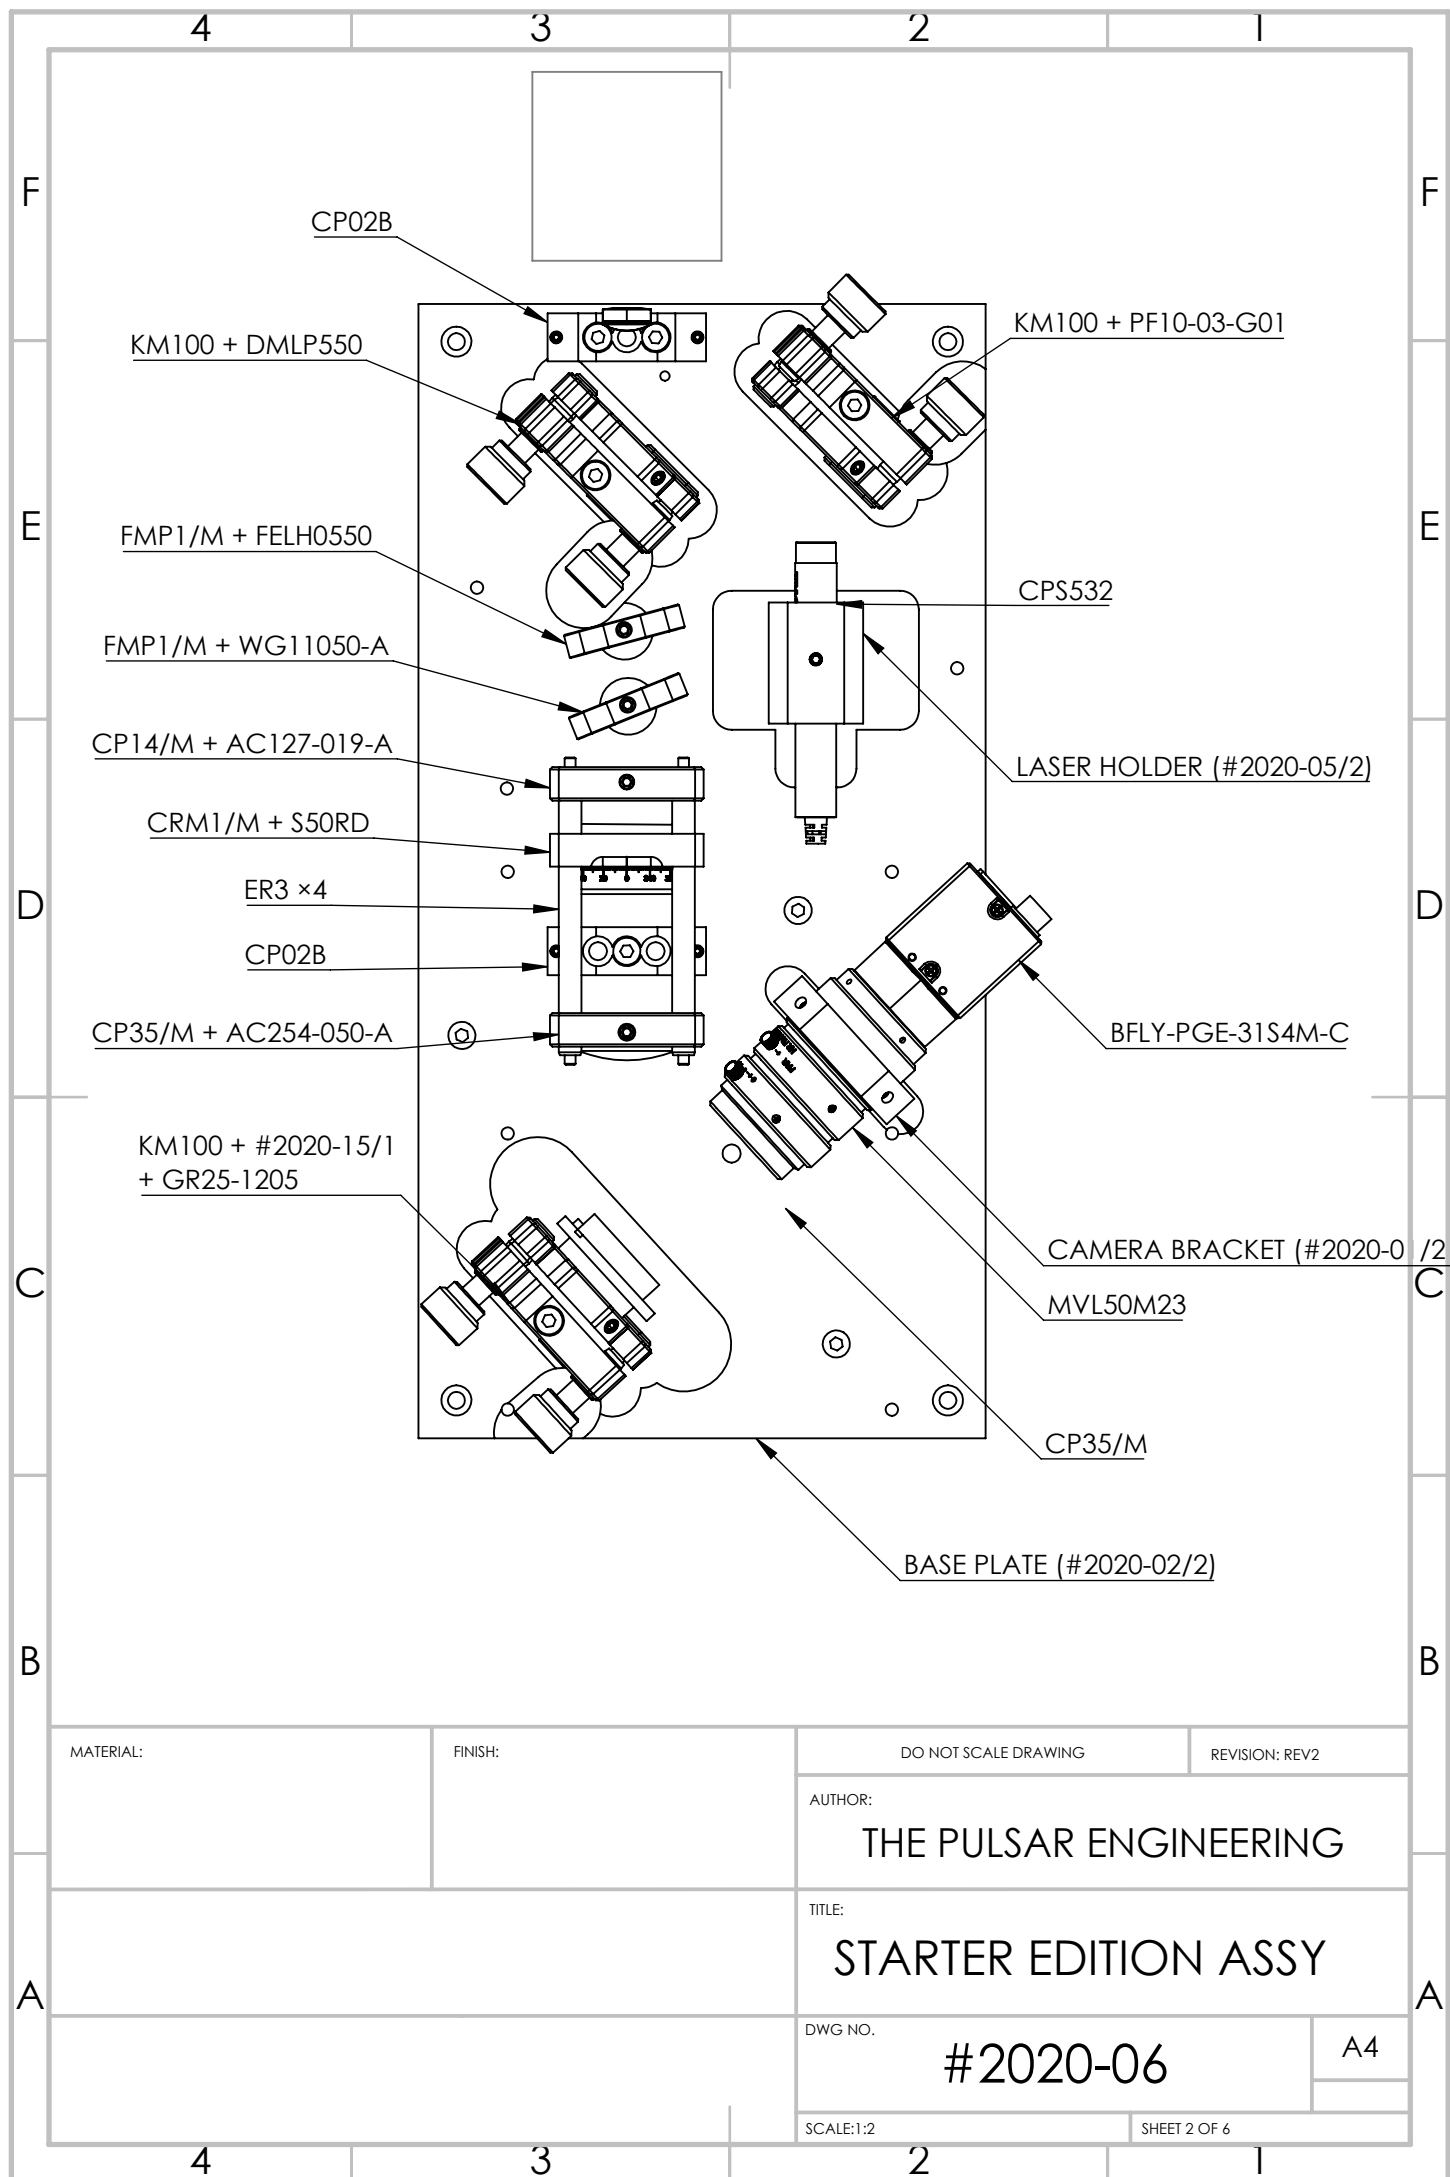 4 3 2 1
F F
CP02B
KM100 + PF10-03-G01
KM100 + DMLP550
E E
FMP1/M + FELH0550
CPS532
FMP1/M + WG11050-A
CP14/M + AC127-019-A
LASER HOLDER (#2020-05/2)
CRM1/M + S50RD
ER3 ×4
D D
CP02B
CP35/M + AC254-050-A
BFLY-PGE-31S4M-C
KM100 + #2020-15/1
+ GR25-1205
CAMERA BRACKET (#2020-01/2
C C
MVL50M23
CP35/M
BASE PLATE (#2020-02/2)
B B
MATERIAL:
FINISH:
DO NOT SCALE DRAWING
REVISION: REV2
AUTHOR:
THE PULSAR ENGINEERING
TITLE:
STARTER EDITION ASSY
A A
DWG NO.
#2020-06
A4
SCALE:1:2
SHEET 2 OF 6
4 3 2 1